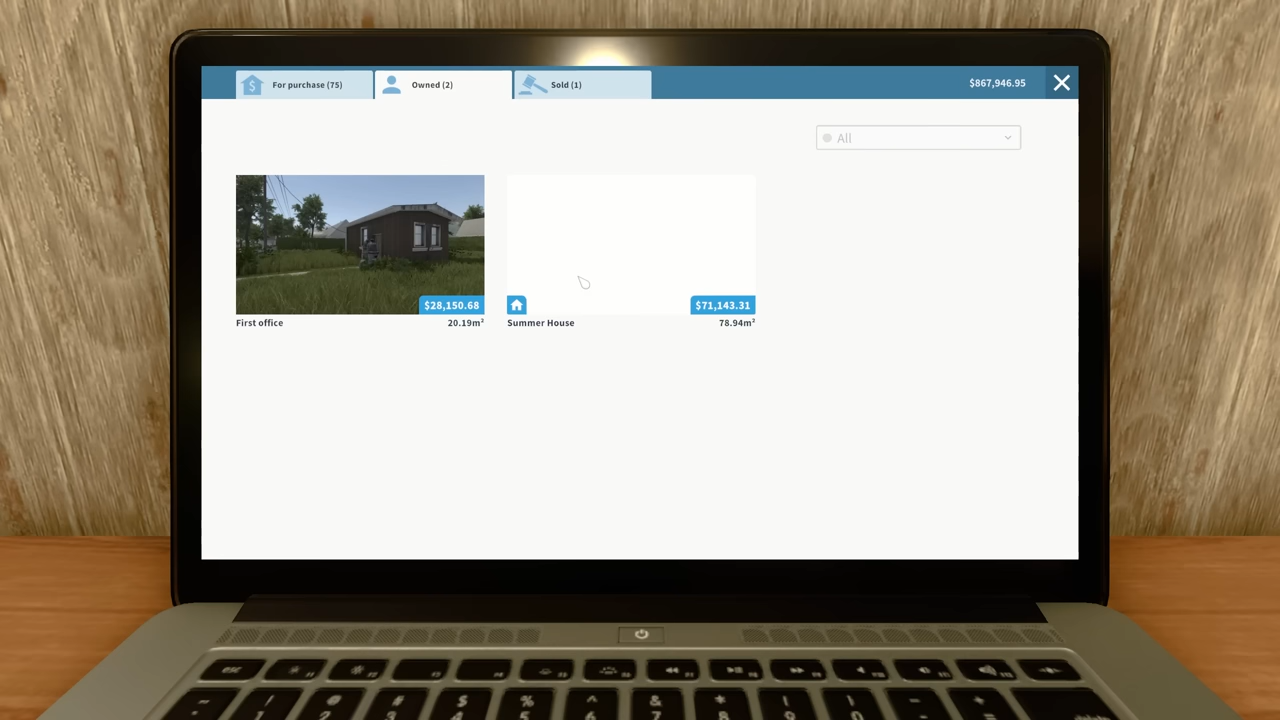 For purchase (75)
Owned (2)
Sold (1)
$867,946.95
All
$28,150.68
$71,143.31
First office
20.19m²
Summer House
78.94m²
esc